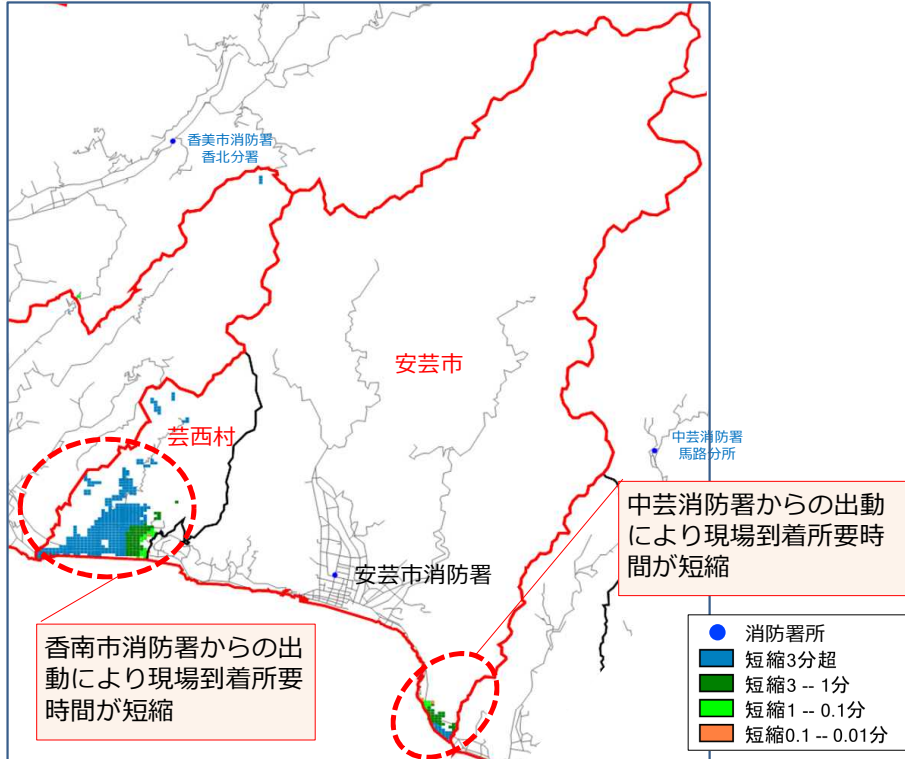 香美市消防署
香北分署
安芸市
芸西村
中芸消防署
馬路分所
中芸消防署からの出動
により現場到着所要時
間が短縮
安芸市消防署
香南市消防署からの出
動により現場到着所要
時間が短縮
消防署所
短縮3分超
短縮3 -- 1分
短縮1 -- 0.1分
短縮0.1 -- 0.01分